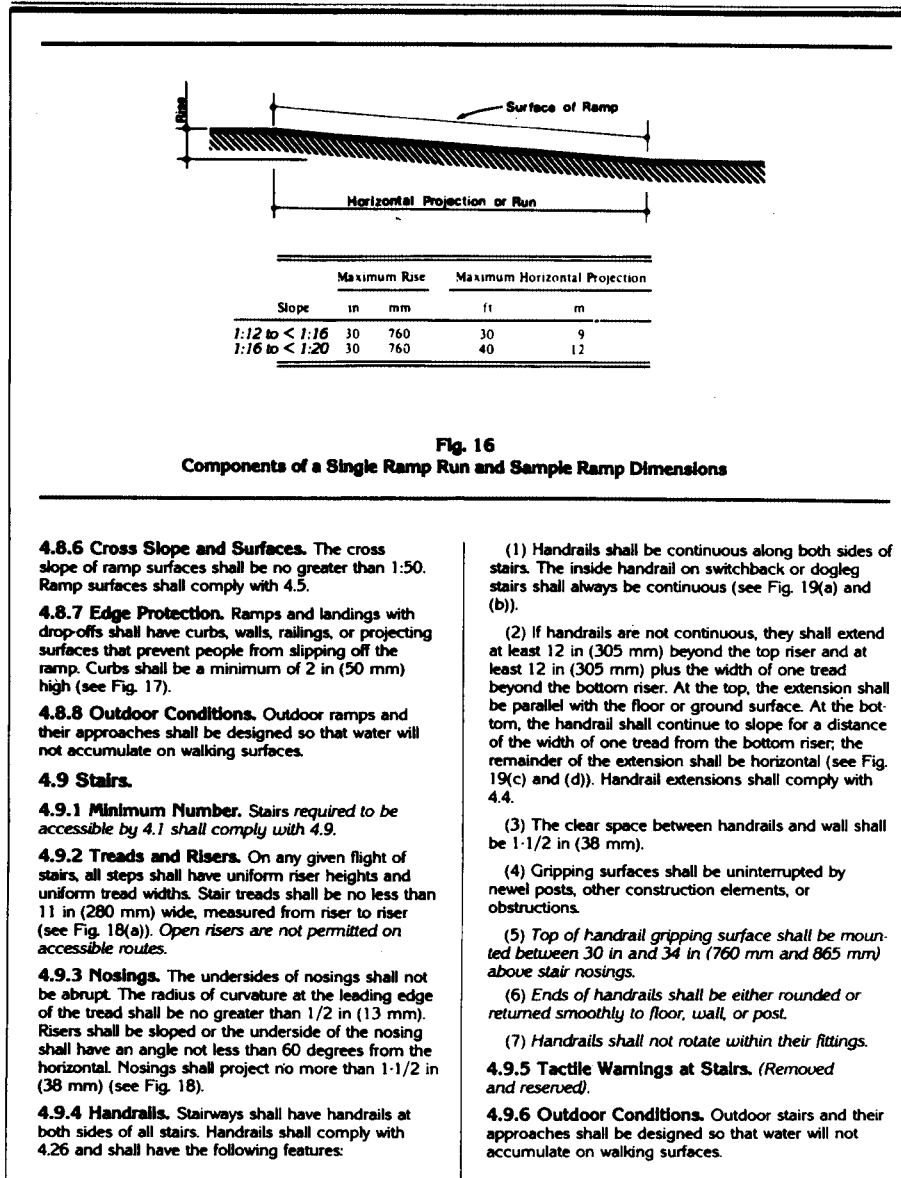 Rise
Surface of Ramp
Horizontal Projection or Run
Maximum Rise Maximum Horizontal Projection
Slope in mm ft m
1:12 to < 1:16 30 760 30 9
1:16 to < 1:20 30 760 40 12
Fig. 16
Components of a Single Ramp Run and Sample Ramp Dimensions
4.8.6 Cross Slope and Surfaces. The cross
slope of ramp surfaces shall be no greater than 1:50.
Ramp surfaces shall comply with 4.5.
4.8.7 Edge Protection. Ramps and landings with
drop-offs shall have curbs, walls, railings, or projecting
surfaces that prevent people from slipping off the
ramp. Curbs shall be a minimum of 2 in (50 mm)
high (see Fig. 17).
4.8.8 Outdoor Conditions. Outdoor ramps and
their approaches shall be designed so that water will
not accumulate on walking surfaces.
4.9 Stairs.
4.9.1 Minimum Number. Stairs required to be
accessible by 4.1 shall comply with 4.9.
4.9.2 Treads and Risers. On any given flight of
stairs, all steps shall have uniform riser heights and
uniform tread widths. Stair treads shall be no less than
11 in (280 mm) wide, measured from riser to riser
(see Fig. 18(a)). Open risers are not permitted on
accessible routes.
4.9.3 Nosings. The undersides of nosings shall not
be abrupt. The radius of curvature at the leading edge
of the tread shall be no greater than 1/2 in (13 mm).
Risers shall be sloped or the underside of the nosing
shall have an angle not less than 60 degrees from the
horizontal. Nosings shall project no more than 1-1/2 in
(38 mm) (see Fig. 18).
4.9.4 Handrails. Stairways shall have handrails at
both sides of all stairs. Handrails shall comply with
4.26 and shall have the following features:
(1) Handrails shall be continuous along both sides of
stairs. The inside handrail on switchback or dogleg
stairs shall always be continuous (see Fig. 19(a) and
(b)).
(2) If handrails are not continuous, they shall extend
at least 12 in (305 mm) beyond the top riser and at
least 12 in (305 mm) plus the width of one tread
beyond the bottom riser. At the top, the extension shall
be parallel with the floor or ground surface. At the bot-
tom, the handrail shall continue to slope for a distance
of the width of one tread from the bottom riser; the
remainder of the extension shall be horizontal (see Fig.
19(c) and (d)). Handrail extensions shall comply with
4.4.
(3) The clear space between handrails and wall shall
be 1-1/2 in (38 mm).
(4) Gripping surfaces shall be uninterrupted by
newel posts, other construction elements, or
obstructions.
(5) Top of handrail gripping surface shall be moun-
ted between 30 in and 34 in (760 mm and 865 mm)
above stair nosings.
(6) Ends of handrails shall be either rounded or
returned smoothly to floor, wall, or post.
(7) Handrails shall not rotate within their fittings.
4.9.5 Tactile Warnings at Stairs. (Removed
and reserved).
4.9.6 Outdoor Conditions. Outdoor stairs and their
approaches shall be designed so that water will not
accumulate on walking surfaces.